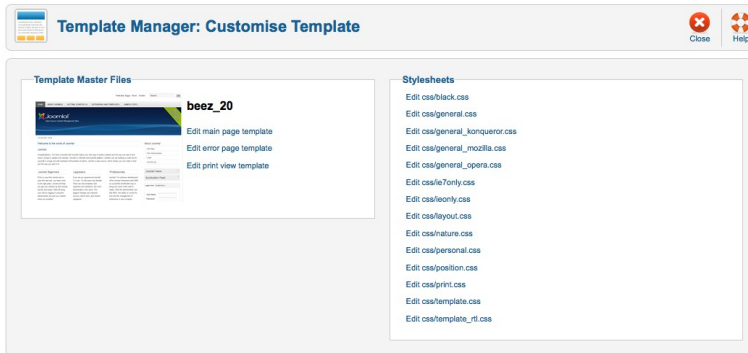 Template Manager: Customise Template
Close
Help
Template Master Files
Joomla!
beez_20
Edit main page template
Edit error page template
Edit print view template
Stylesheets
Edit css/black.css
Edit css/general.css
Edit css/general_konqueror.css
Edit css/general_mozilla.css
Edit css/general_opera.css
Edit css/ie7only.css
Edit css/ieonly.css
Edit css/layout.css
Edit css/nature.css
Edit css/personal.css
Edit css/position.css
Edit css/print.css
Edit css/template.css
Edit css/template_rtl.css